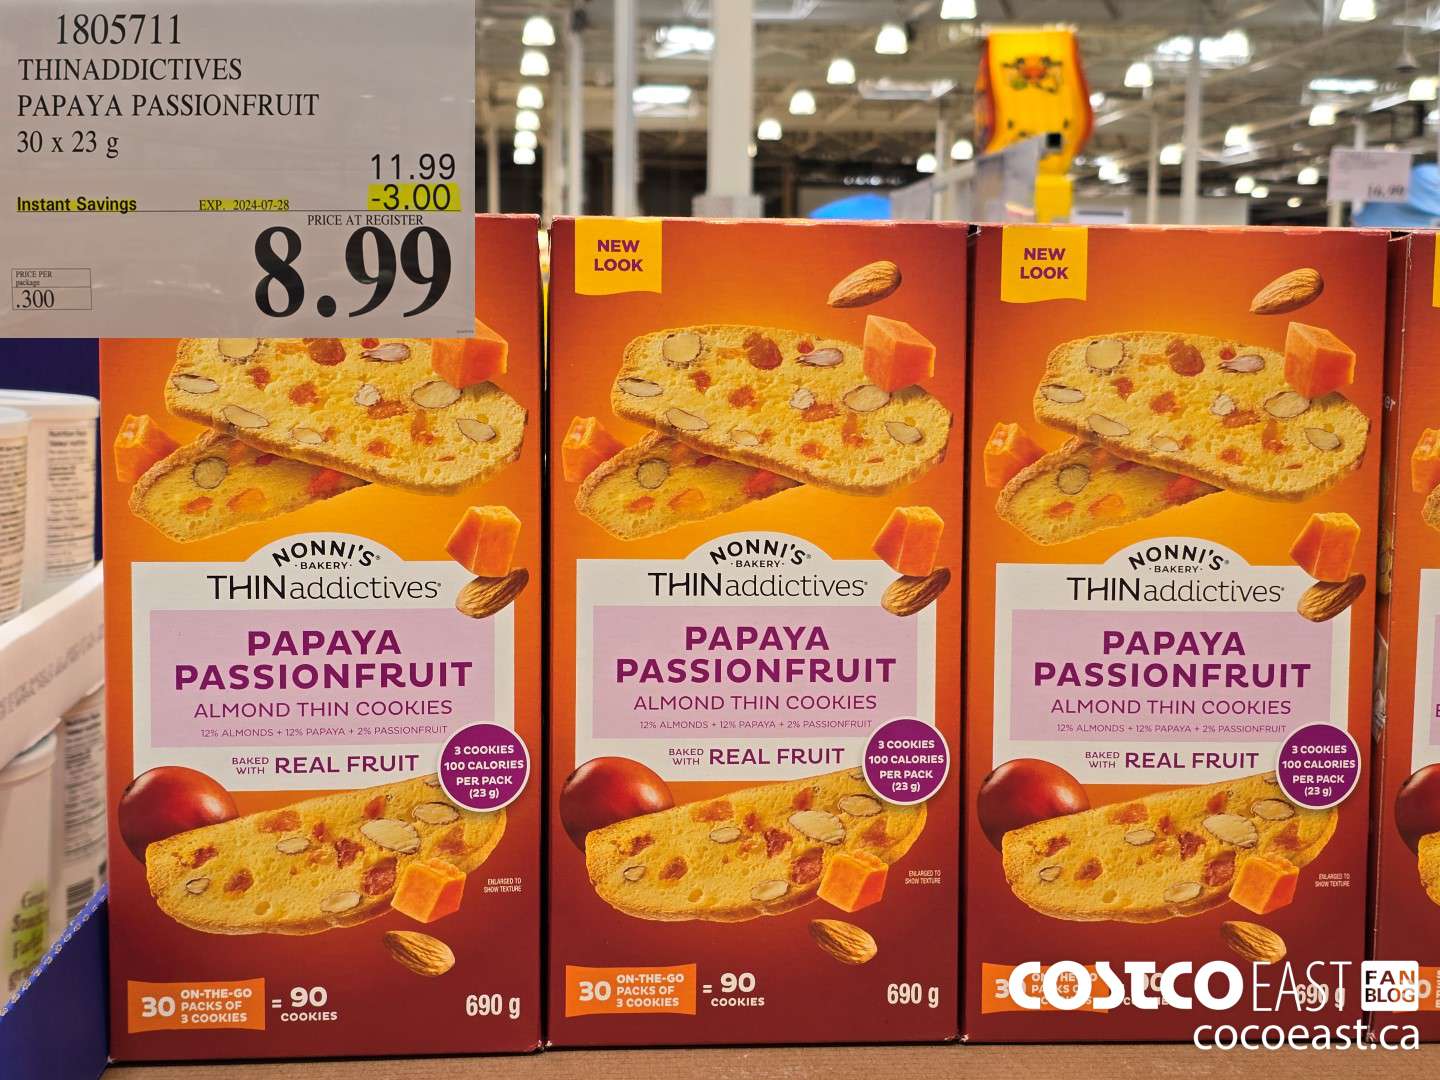 1805711
THINADDICTIVES
PAPAYA PASSIONFRUIT
30 x 23 g
11.99
Instant Savings EXP. 2024-07-28 -3.00
PRICE AT REGISTER
8.99
PRICE PER
package
.300
16.99
NONNI'S®
·BAKERY·
THINaddictives®
PAPAYA
PASSIONFRUIT
ALMOND THIN COOKIES
12% ALMONDS + 12% PAPAYA + 2% PASSIONFRUIT
BAKED
WITH REAL FRUIT
3 COOKIES
100 CALORIES
PER PACK
(23 g)
ENLARGED TO
SHOW TEXTURE
30 ON-THE-GO
PACKS OF
3 COOKIES
= 90
COOKIES
690 g
NEW
LOOK
NONNI'S®
·BAKERY·
THINaddictives®
PAPAYA
PASSIONFRUIT
ALMOND THIN COOKIES
12% ALMONDS + 12% PAPAYA + 2% PASSIONFRUIT
BAKED
WITH REAL FRUIT
3 COOKIES
100 CALORIES
PER PACK
(23 g)
ENLARGED TO
SHOW TEXTURE
30 ON-THE-GO
PACKS OF
3 COOKIES
= 90
COOKIES
690 g
NEW
LOOK
NONNI'S®
·BAKERY·
THINaddictives®
PAPAYA
PASSIONFRUIT
ALMOND THIN COOKIES
12% ALMONDS + 12% PAPAYA + 2% PASSIONFRUIT
BAKED
WITH REAL FRUIT
3 COOKIES
100 CALORIES
PER PACK
(23 g)
ENLARGED TO
SHOW TEXTURE
690 g
COSTCO EAST FAN
BLOG
cocoeast.ca